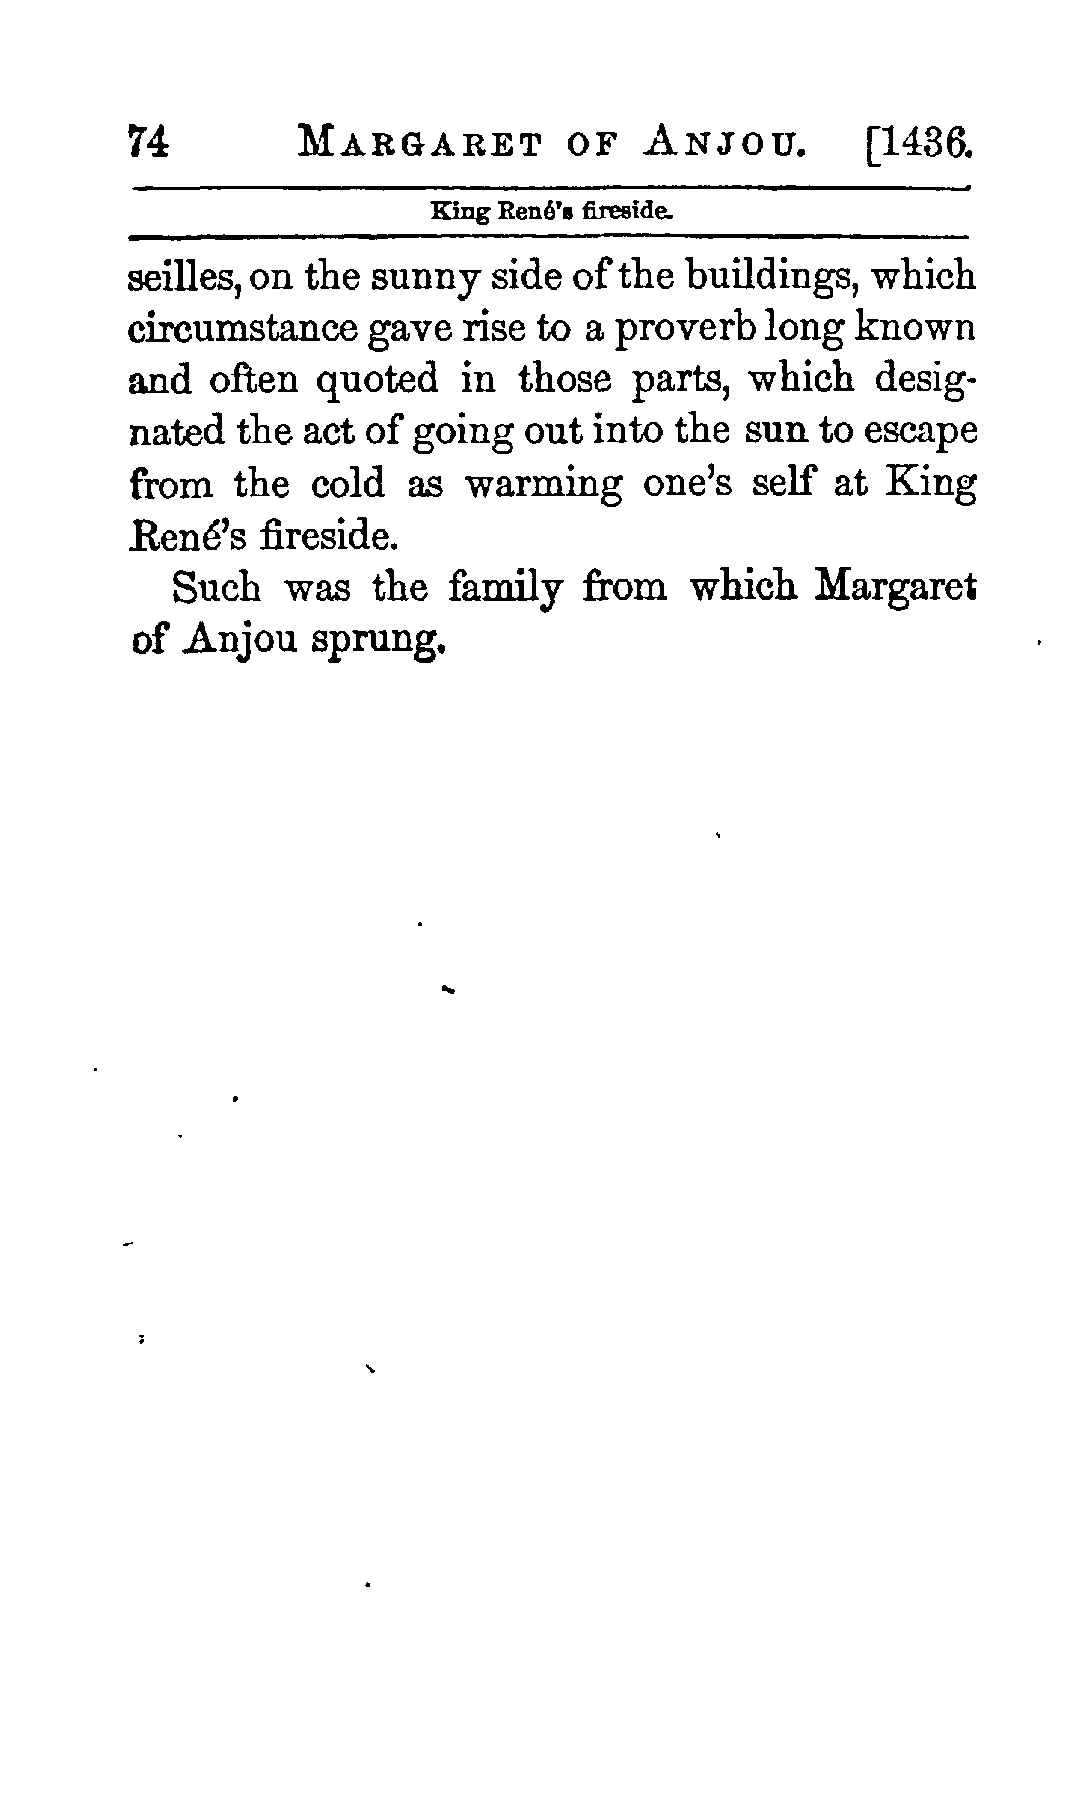 74 MARGARET OF ANJOU. [1436.
King René's fireside.
seilles, on the sunny side of the buildings, which
circumstance gave rise to a proverb long known
and often quoted in those parts, which desig-
nated the act of going out into the sun to escape
from the cold as warming one's self at King
René's fireside.
Such was the family from which Margaret
of Anjou sprung.